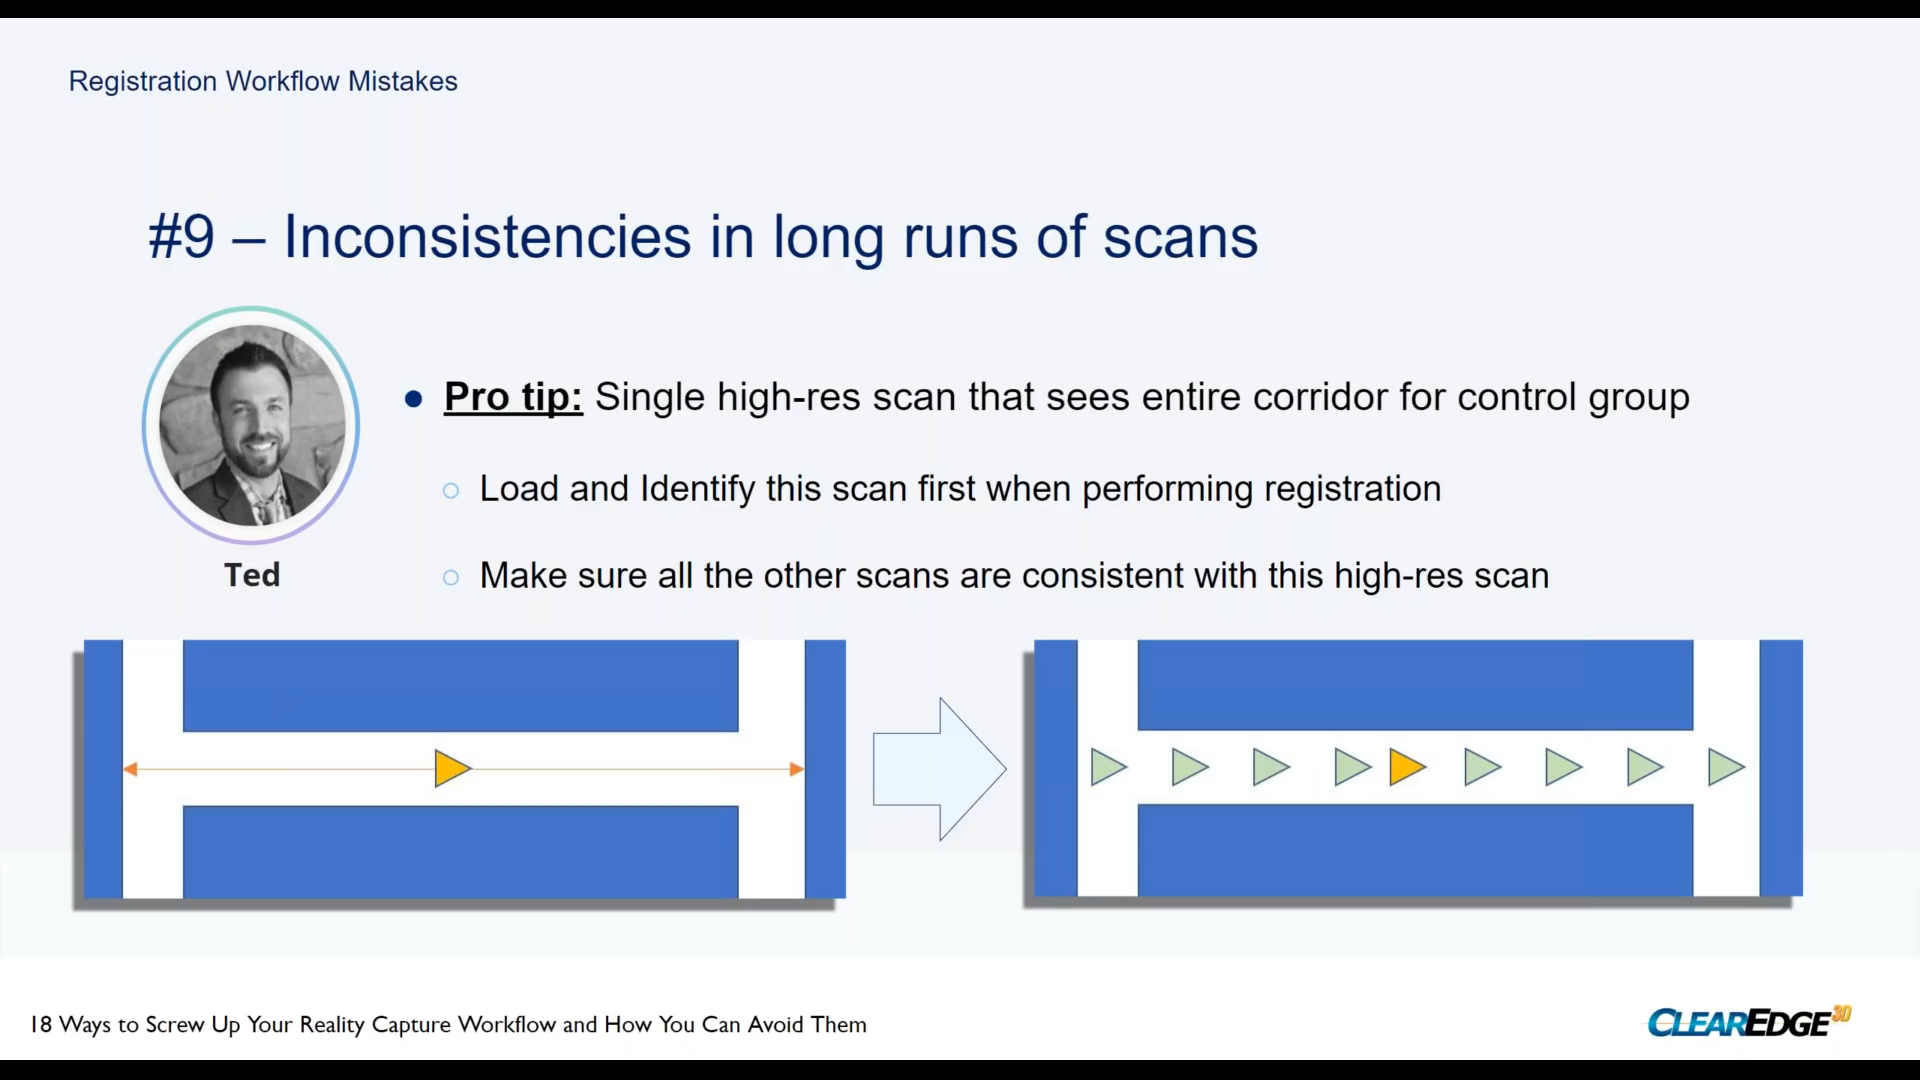 Registration Workflow Mistakes
#9 – Inconsistencies in long runs of scans
Pro tip: Single high-res scan that sees entire corridor for control group
Load and Identify this scan first when performing registration
Make sure all the other scans are consistent with this high-res scan
Ted
18 Ways to Screw Up Your Reality Capture Workflow and How You Can Avoid Them
CLEAREDGE3D